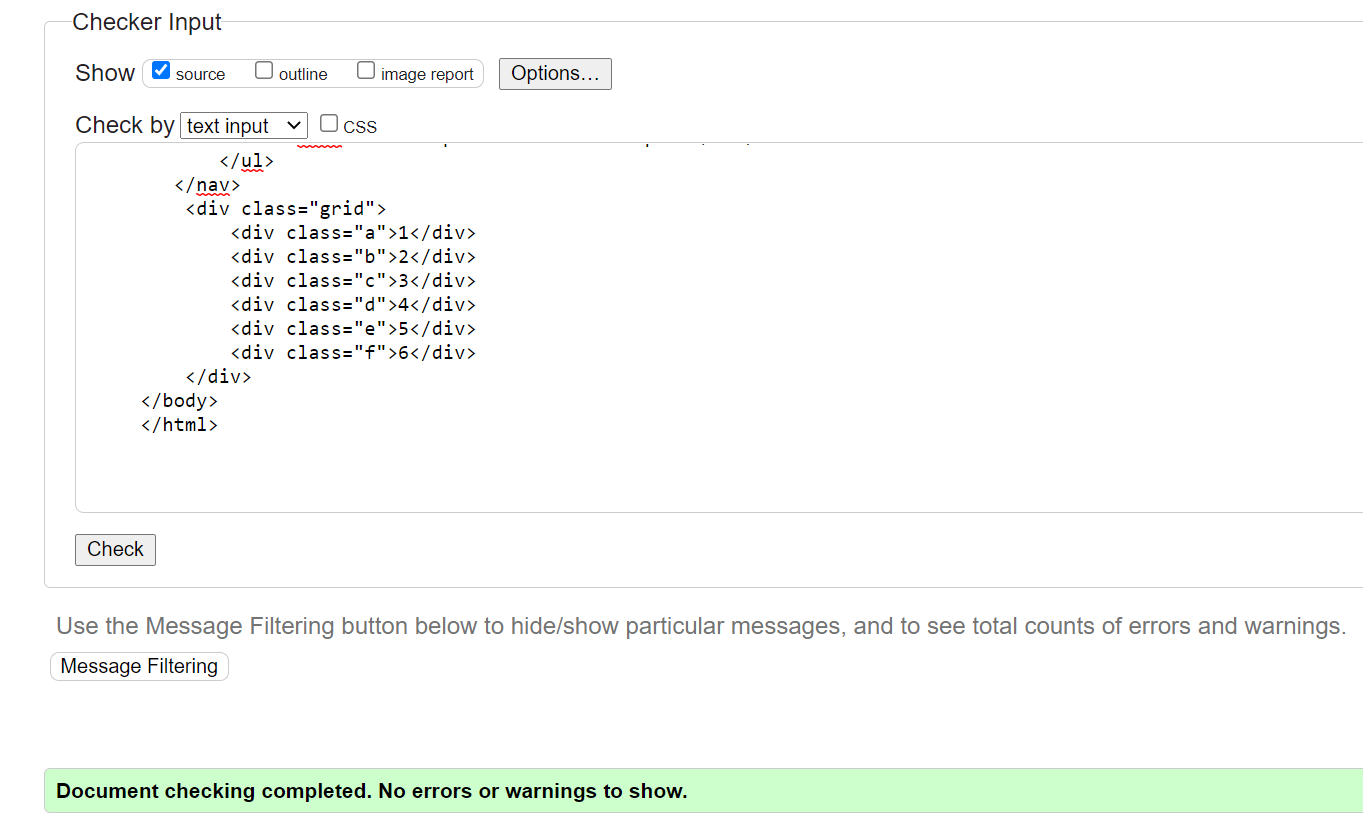 Checker Input
Show source outline image report Options...
Check by text input CSS
</ul>
</nav>
<div class="grid">
<div class="a">1</div>
<div class="b">2</div>
<div class="c">3</div>
<div class="d">4</div>
<div class="e">5</div>
<div class="f">6</div>
</div>
</body>
</html>
Check
Use the Message Filtering button below to hide/show particular messages, and to see total counts of errors and warnings.
Message Filtering
Document checking completed. No errors or warnings to show.